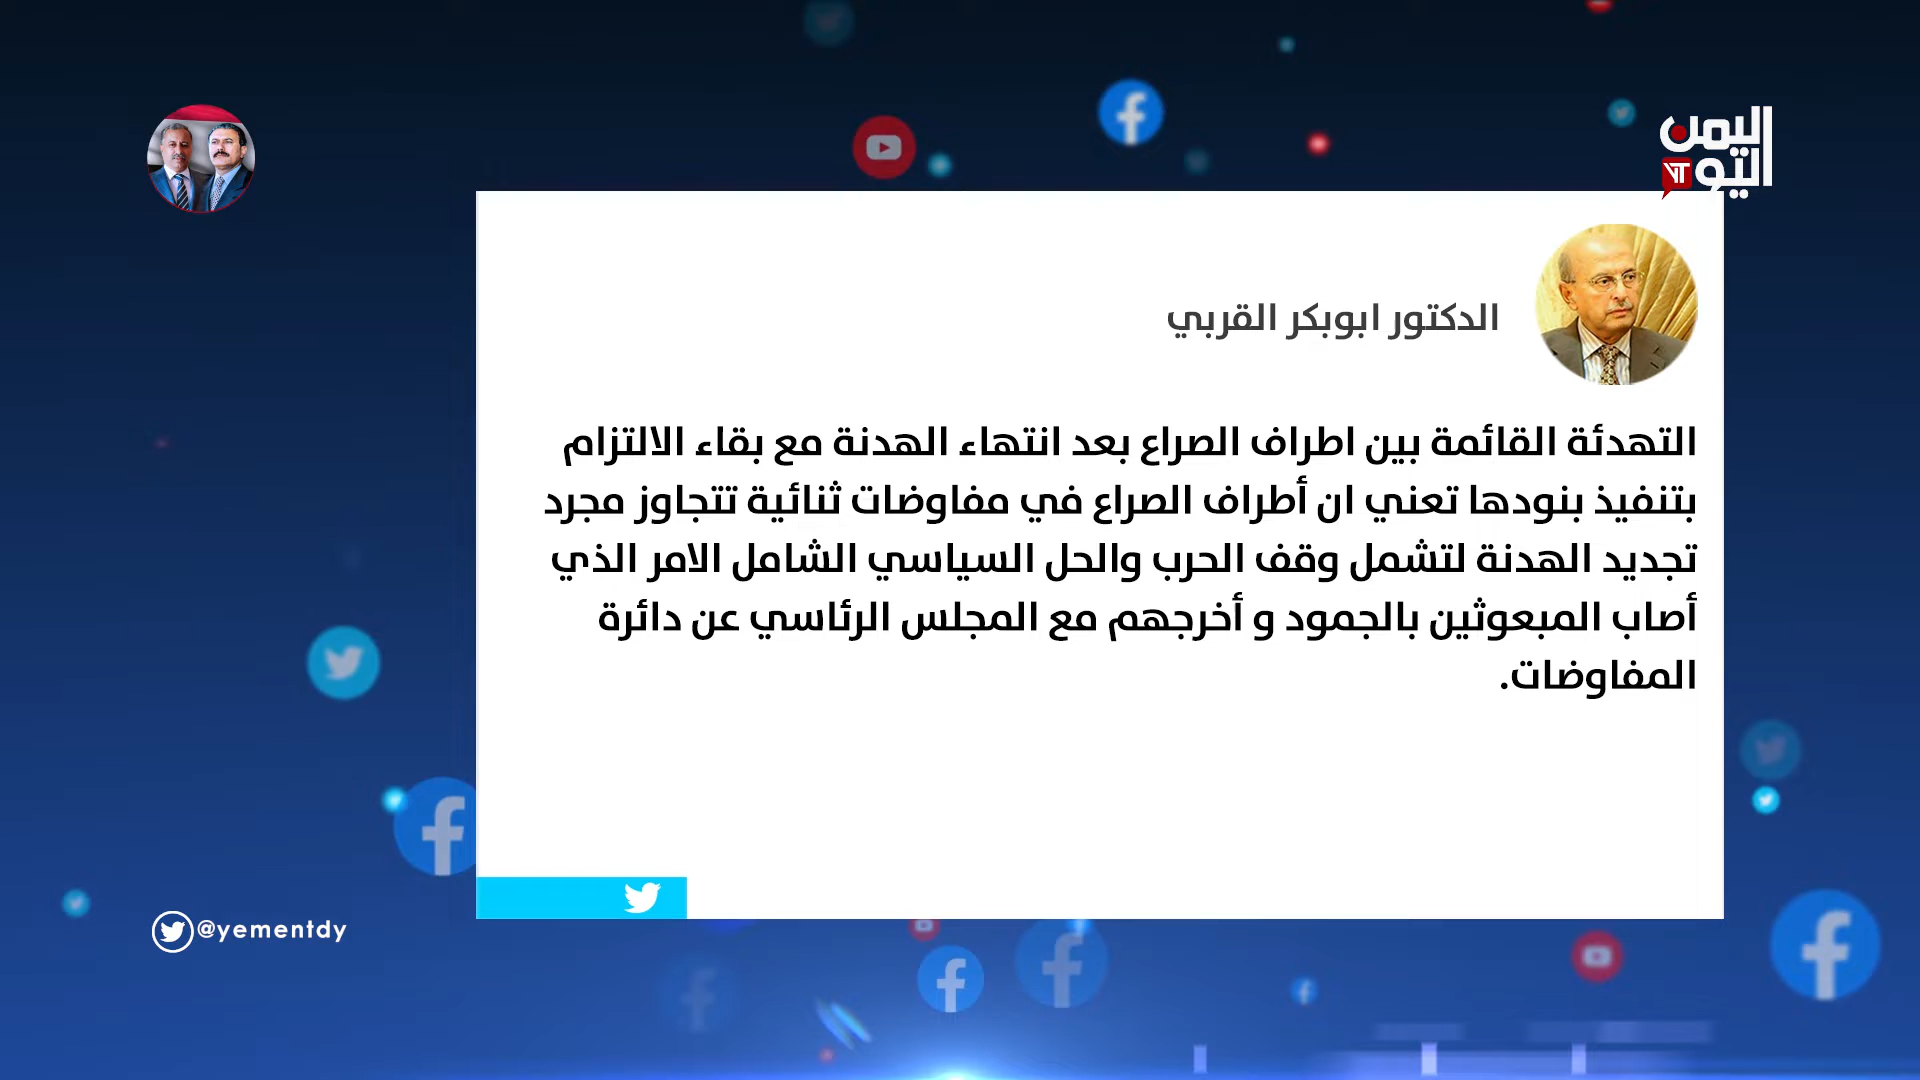 اليمن
اليوم
YT
الدكتور ابوبكر القربي
التهدئة القائمة بين اطراف الصراع بعد انتهاء الهدنة مع بقاء الالتزام
بتنفيذ بنودها تعني ان أطراف الصراع في مفاوضات ثنائية تتجاوز مجرد
تجديد الهدنة لتشمل وقف الحرب والحل السياسي الشامل الامر الذي
أصاب المبعوثين بالجمود و أخرجهم مع المجلس الرئاسي عن دائرة
المفاوضات.
@yementdy